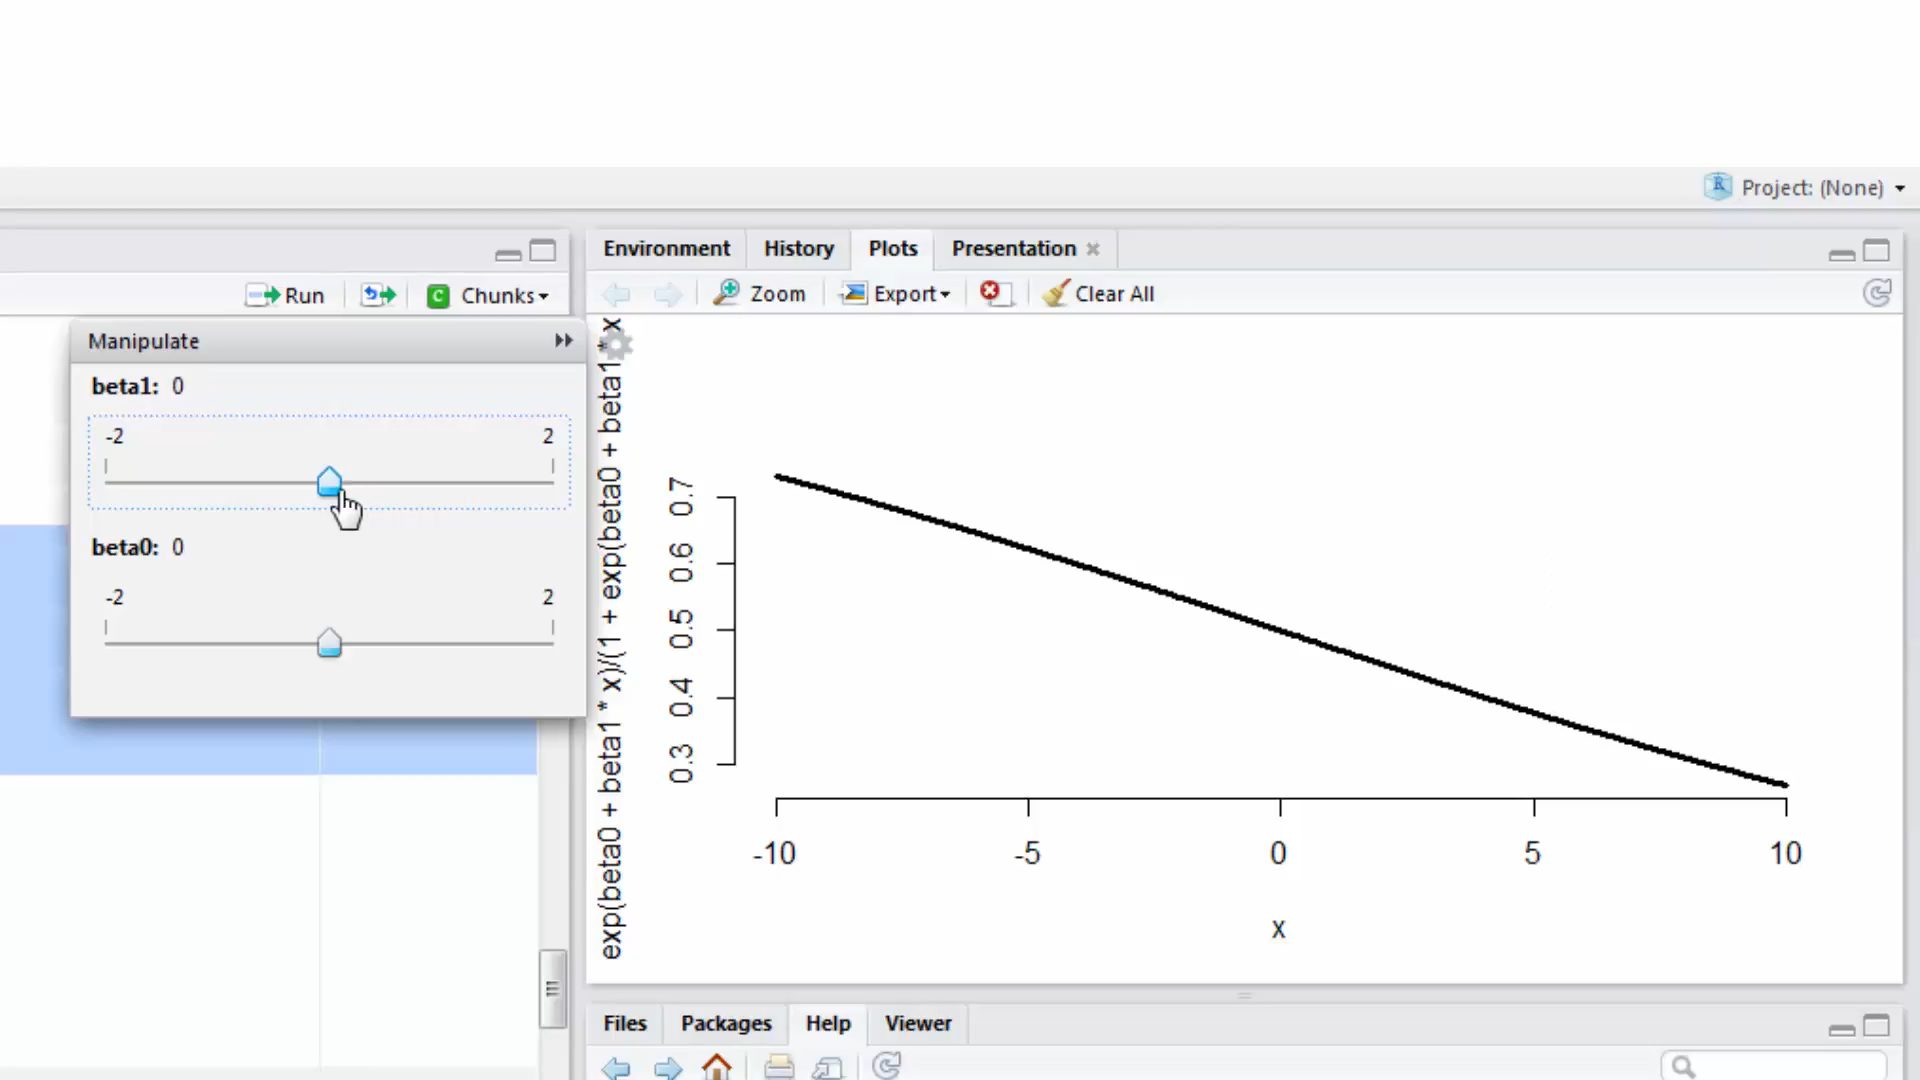 Project: (None)
Environment
History
Plots
Presentation
Run
Chunks
Zoom
Export
Clear All
Manipulate
beta1: 0
-2 2
beta0: 0
-2 2
exp(beta0 + beta1 * x)/(1 + exp(beta0 + beta1 * x
0.7
0.6
0.5
0.4
0.3
-10 -5 0 5 10
x
Files
Packages
Help
Viewer